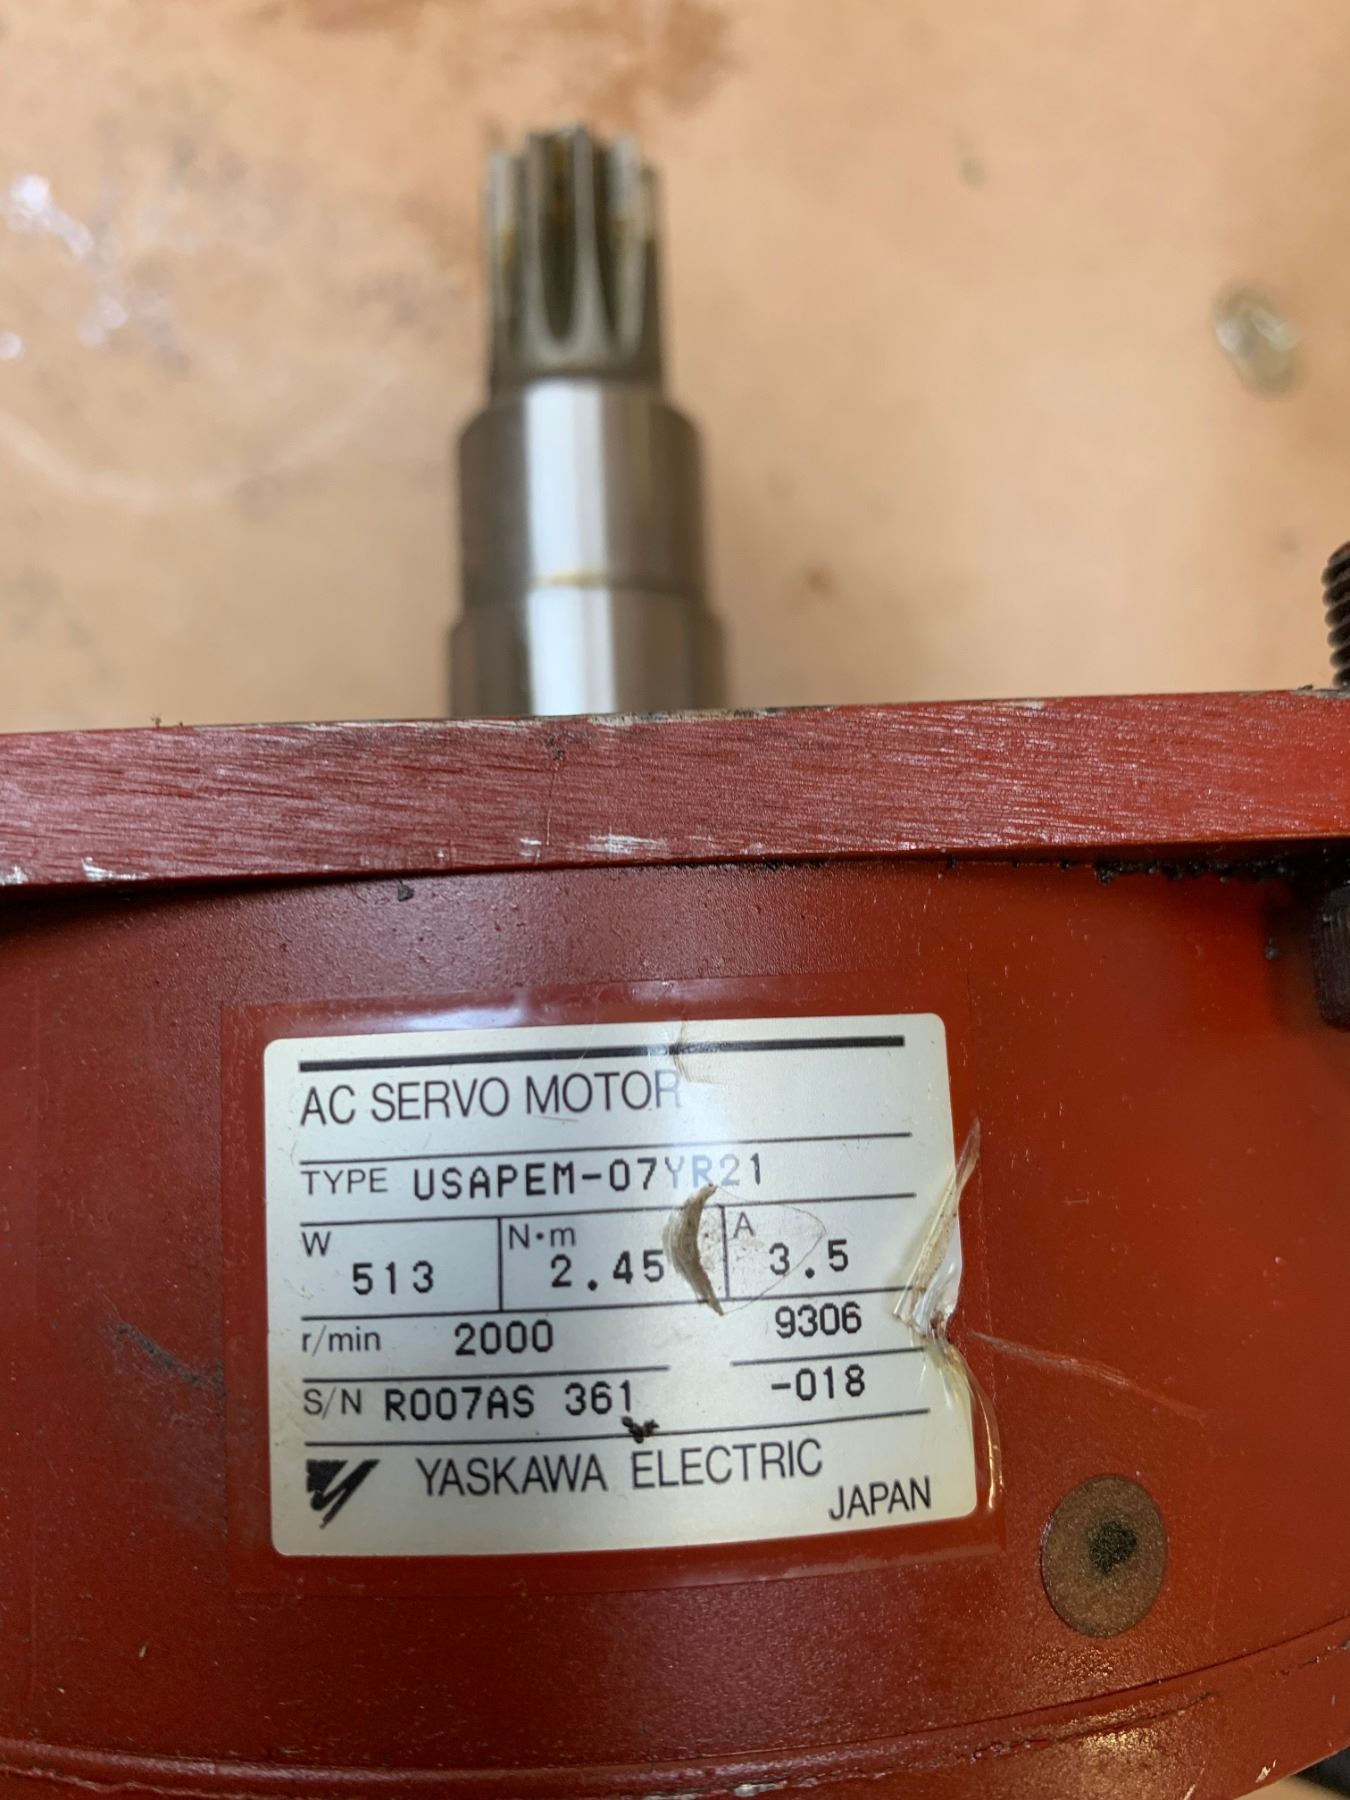 AC SERVO MOTOR
TYPE USAPEM-07YR21
W 513 N·m 2.45 A 3.5
r/min 2000 9306
S/N R007AS 361 -018
YASKAWA ELECTRIC
JAPAN